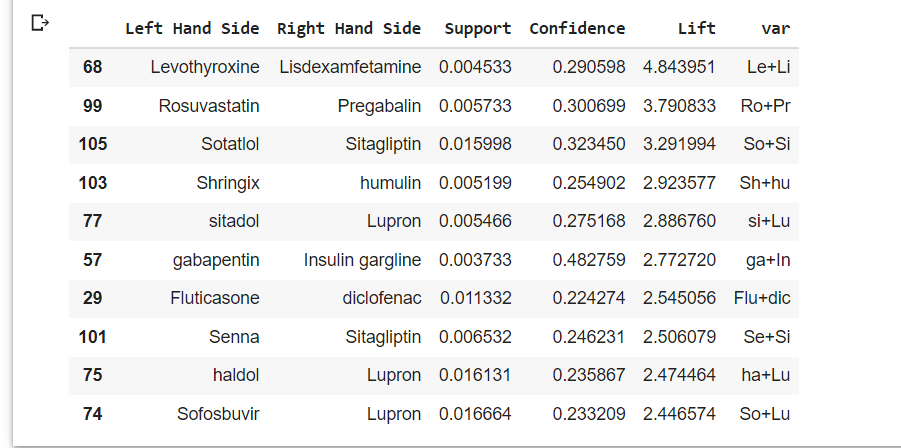 Left Hand Side Right Hand Side Support Confidence Lift var
68 Levothyroxine Lisdexamfetamine 0.004533 0.290598 4.843951 Le+Li
99 Rosuvastatin Pregabalin 0.005733 0.300699 3.790833 Ro+Pr
105 Sotatlol Sitagliptin 0.015998 0.323450 3.291994 So+Si
103 Shringix humulin 0.005199 0.254902 2.923577 Sh+hu
77 sitadol Lupron 0.005466 0.275168 2.886760 si+Lu
57 gabapentin Insulin gargline 0.003733 0.482759 2.772720 ga+In
29 Fluticasone diclofenac 0.011332 0.224274 2.545056 Flu+dic
101 Senna Sitagliptin 0.006532 0.246231 2.506079 Se+Si
75 haldol Lupron 0.016131 0.235867 2.474464 ha+Lu
74 Sofosbuvir Lupron 0.016664 0.233209 2.446574 So+Lu